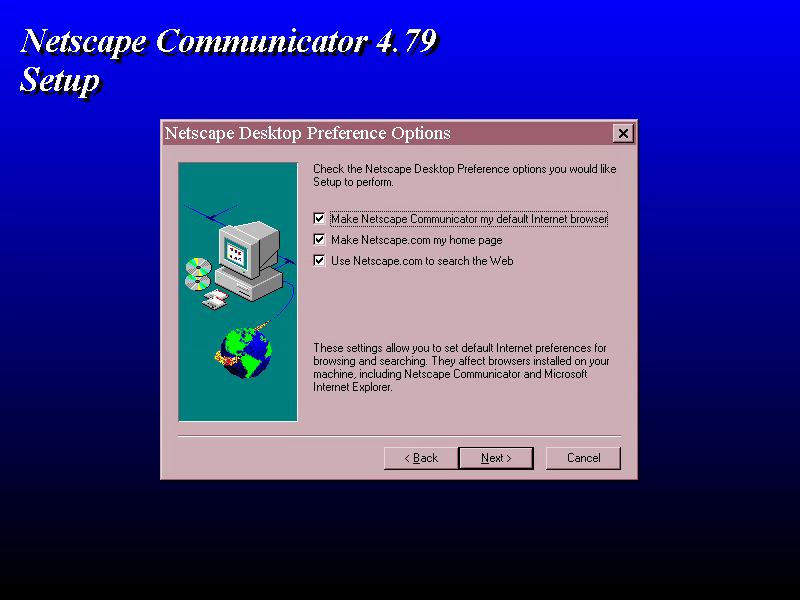 Netscape Communicator 4.79
Setup
Netscape Desktop Preference Options
Check the Netscape Desktop Preference options you would like
Setup to perform.
Make Netscape Communicator my default Internet browser
Make Netscape.com my home page
Use Netscape.com to search the Web
These settings allow you to set default Internet preferences for
browsing and searching. They affect browsers installed on your
machine, including Netscape Communicator and Microsoft
Internet Explorer.
< Back
Next >
Cancel